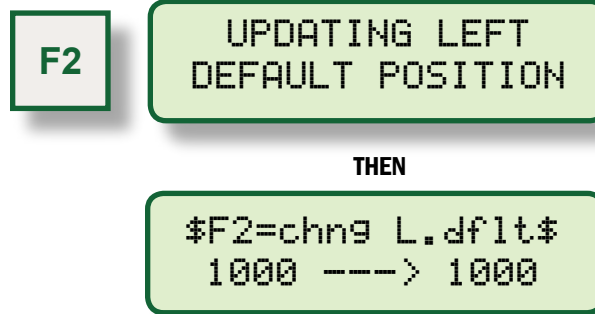 F2
UPDATING LEFT
DEFAULT POSITION
THEN
$F2=chng L.dflt$
1000 ---> 1000